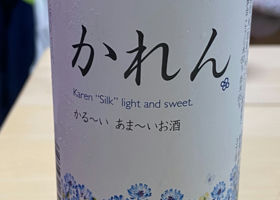 かれん
Karen "Silk" light and sweet.
かる〜い あま〜いお酒